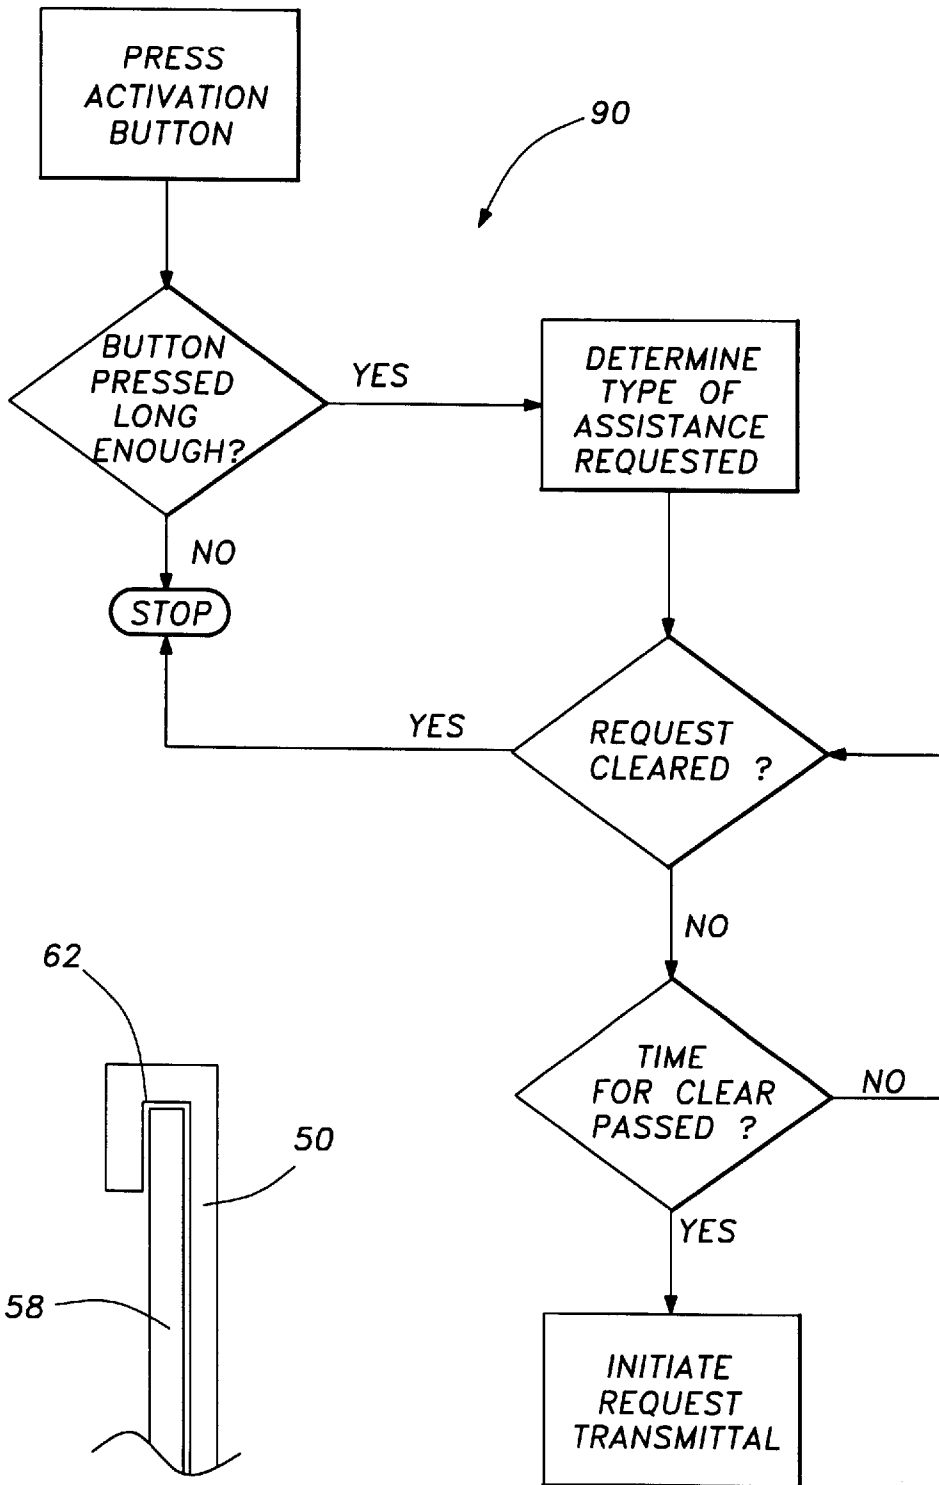 PRESS
ACTIVATION
BUTTON
90
BUTTON
PRESSED
LONG
ENOUGH?
YES
DETERMINE
TYPE OF
ASSISTANCE
REQUESTED
NO
STOP
YES
REQUEST
CLEARED ?
NO
62
TIME
FOR CLEAR
PASSED ?
NO
50
YES
58
INITIATE
REQUEST
TRANSMITTAL